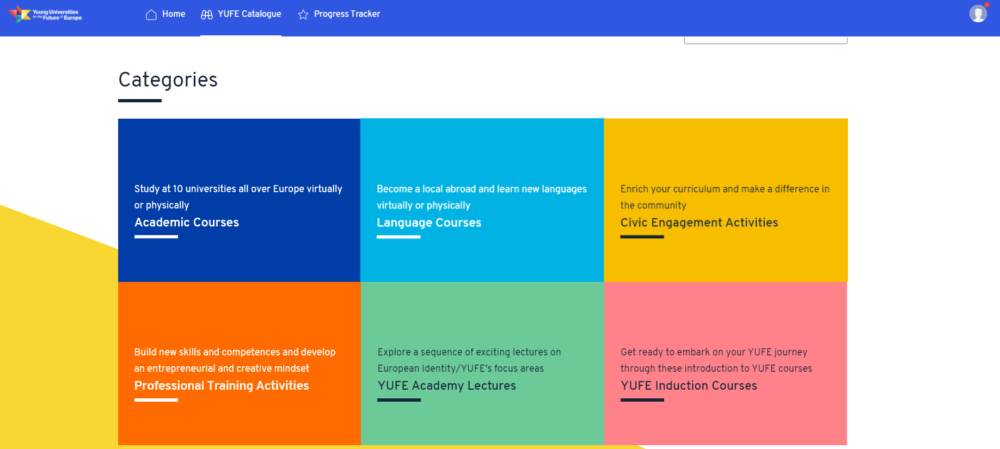 Young Universities
for the Future of Europe
Home
YUFE Catalogue
Progress Tracker
Categories
Study at 10 universities all over Europe virtually
or physically
Academic Courses
Become a local abroad and learn new languages
virtually or physically
Language Courses
Enrich your curriculum and make a difference in
the community
Civic Engagement Activities
Build new skills and competences and develop
an entrepreneurial and creative mindset
Professional Training Activities
Explore a sequence of exciting lectures on
European Identity/YUFE's focus areas
YUFE Academy Lectures
Get ready to embark on your YUFE journey
through these introduction to YUFE courses
YUFE Induction Courses